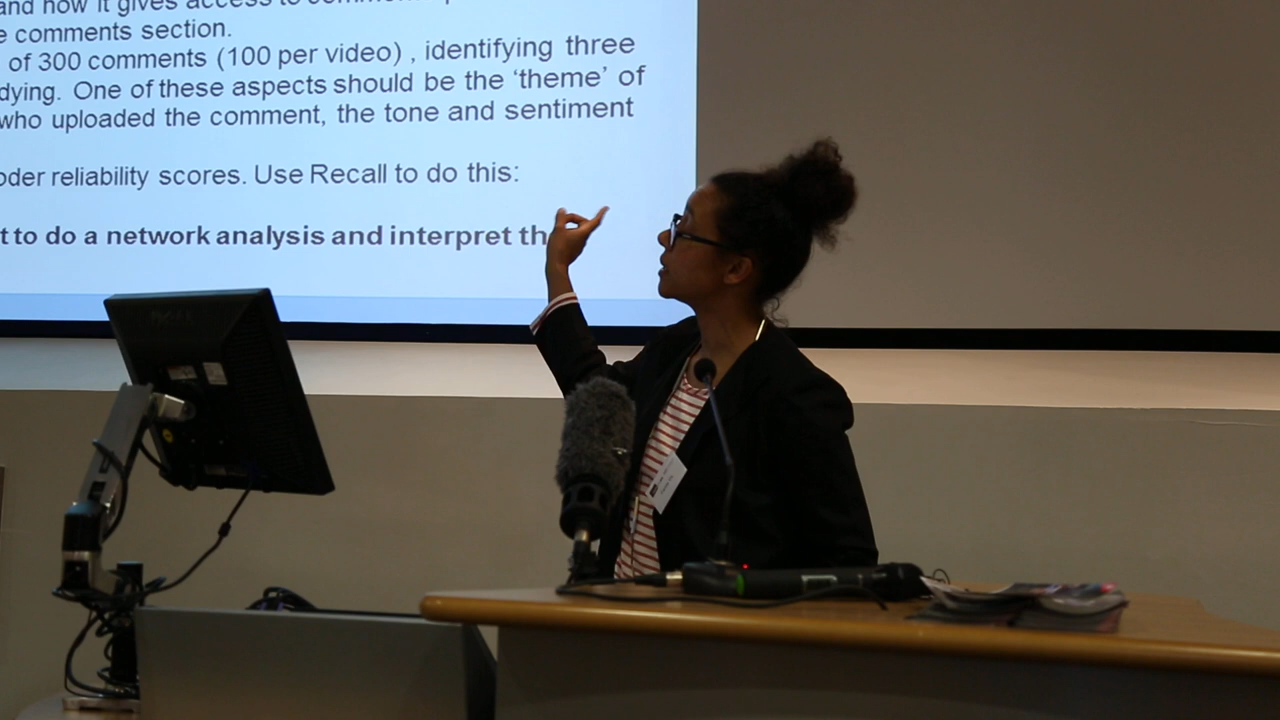 and how it gives access to
e comments section.
of 300 comments (100 per video) , identifying three
dying. One of these aspects should be the ‘theme’ of
who uploaded the comment, the tone and sentiment
oder reliability scores. Use Recall to do this:
t to do a network analysis and interpret th